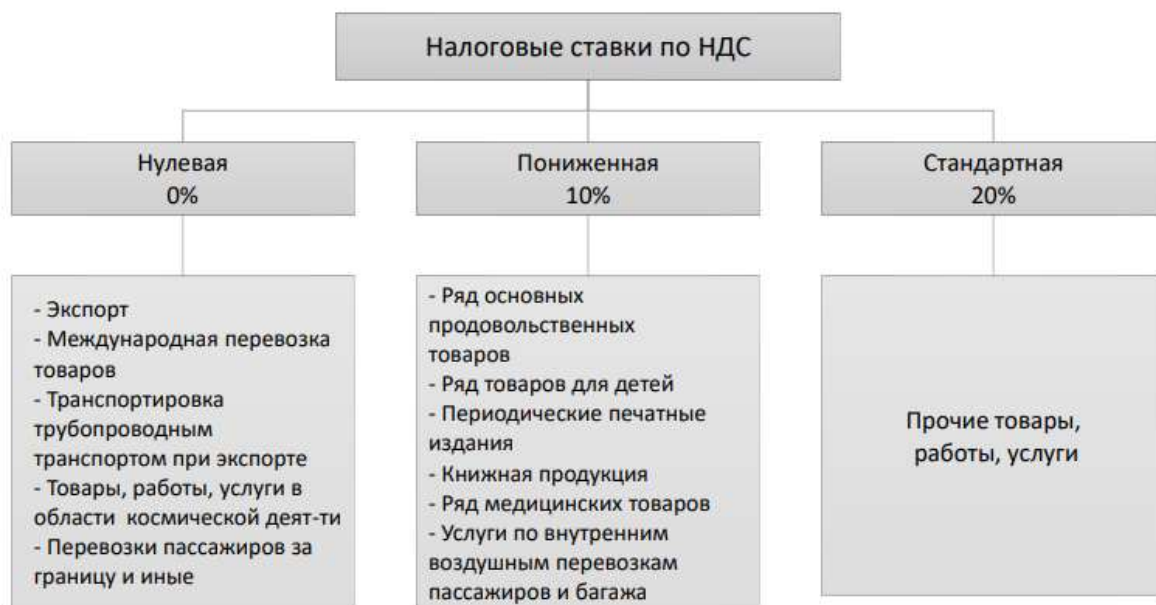 Налоговые ставки по НДС
Нулевая
0%
Пониженная
10%
Стандартная
20%
- Экспорт
- Международная перевозка
товаров
- Транспортировка
трубопроводным
транспортом при экспорте
- Товары, работы, услуги в
области космической деят-ти
- Перевозки пассажиров за
границу и иные
- Ряд основных
продовольственных
товаров
- Ряд товаров для детей
- Периодические печатные
издания
- Книжная продукция
- Ряд медицинских товаров
- Услуги по внутренним
воздушным перевозкам
пассажиров и багажа
Прочие товары,
работы, услуги